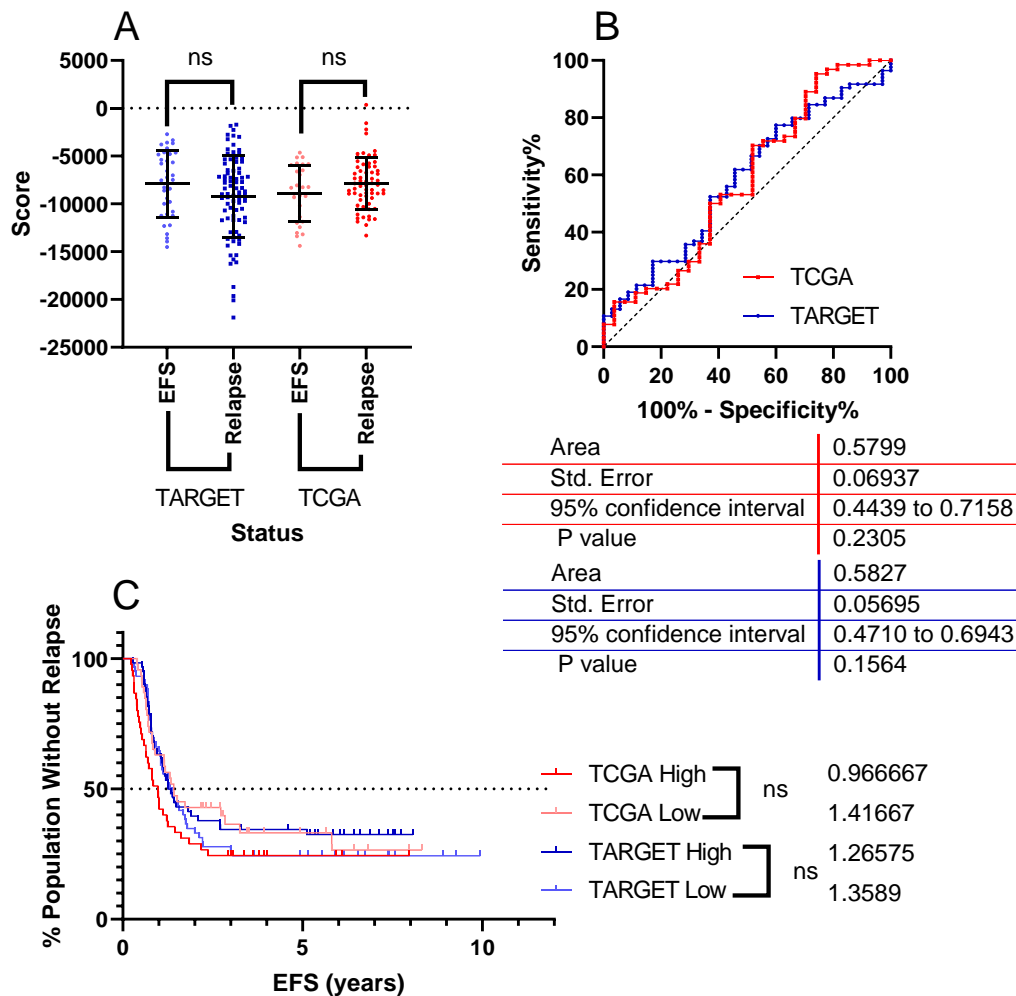 A
ns
ns
5000
0
-5000
-10000
-15000
-20000
-25000
Score
EFS
Relapse
EFS
Relapse
TARGET
TCGA
Status
B
100
80
60
40
20
0
Sensitivity%
TCGA
TARGET
0 20 40 60 80 100
100% - Specificity%
Area 0.5799
Std. Error 0.06937
95% confidence interval 0.4439 to 0.7158
P value 0.2305
Area 0.5827
Std. Error 0.05695
95% confidence interval 0.4710 to 0.6943
P value 0.1564
C
% Population Without Relapse
100
50
0
0 5 10
EFS (years)
TCGA High 0.966667
ns
TCGA Low 1.41667
TARGET High 1.26575
ns
TARGET Low 1.3589